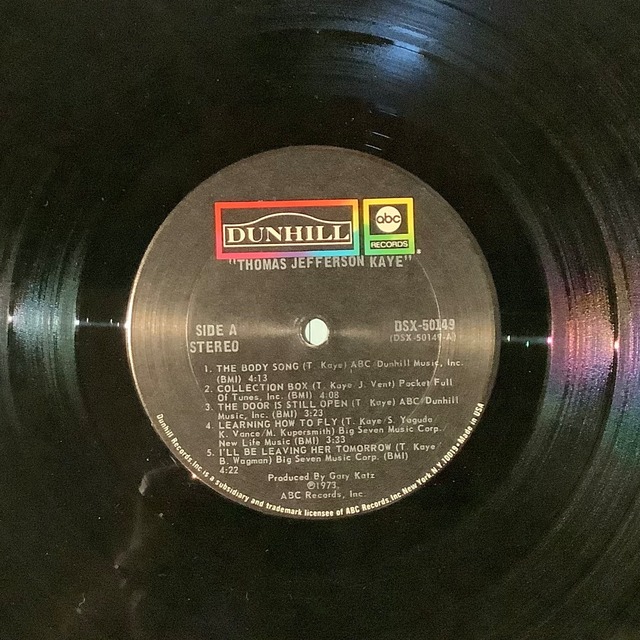 DUNHILL
abc
RECORDS
"THOMAS JEFFERSON KAYE"
SIDE A
STEREO
DSX-50149
(DSX-50149-A)
1. THE BODY SONG (T. Kaye) ABC Dunhill Music, Inc.
(BMI) 4:13
2. COLLECTION BOX (T. Kaye J. Vent) Pocket Full
Of Tunes, Inc. (BMI) 4:08
3. THE DOOR IS STILL OPEN (T. Kaye) ABC Dunhill
Music, Inc. (BMI) 3:23
4. LEARNING HOW TO FLY (T. Kaye/S. Yaguda
K. Vance/M. Kupersmith) Big Seven Music Corp.
New Life Music (BMI) 3:33
5. I'LL BE LEAVING HER TOMORROW (T. Kaye
B. Wagman) Big Seven Music Corp. (BMI)
4:22
Produced By Gary Katz
℗1973
ABC Records, Inc.
Dunhill Records, Inc. is a subsidiary and trademark licensee of ABC Records, Inc. New York, N.Y. 10019 • Made in USA